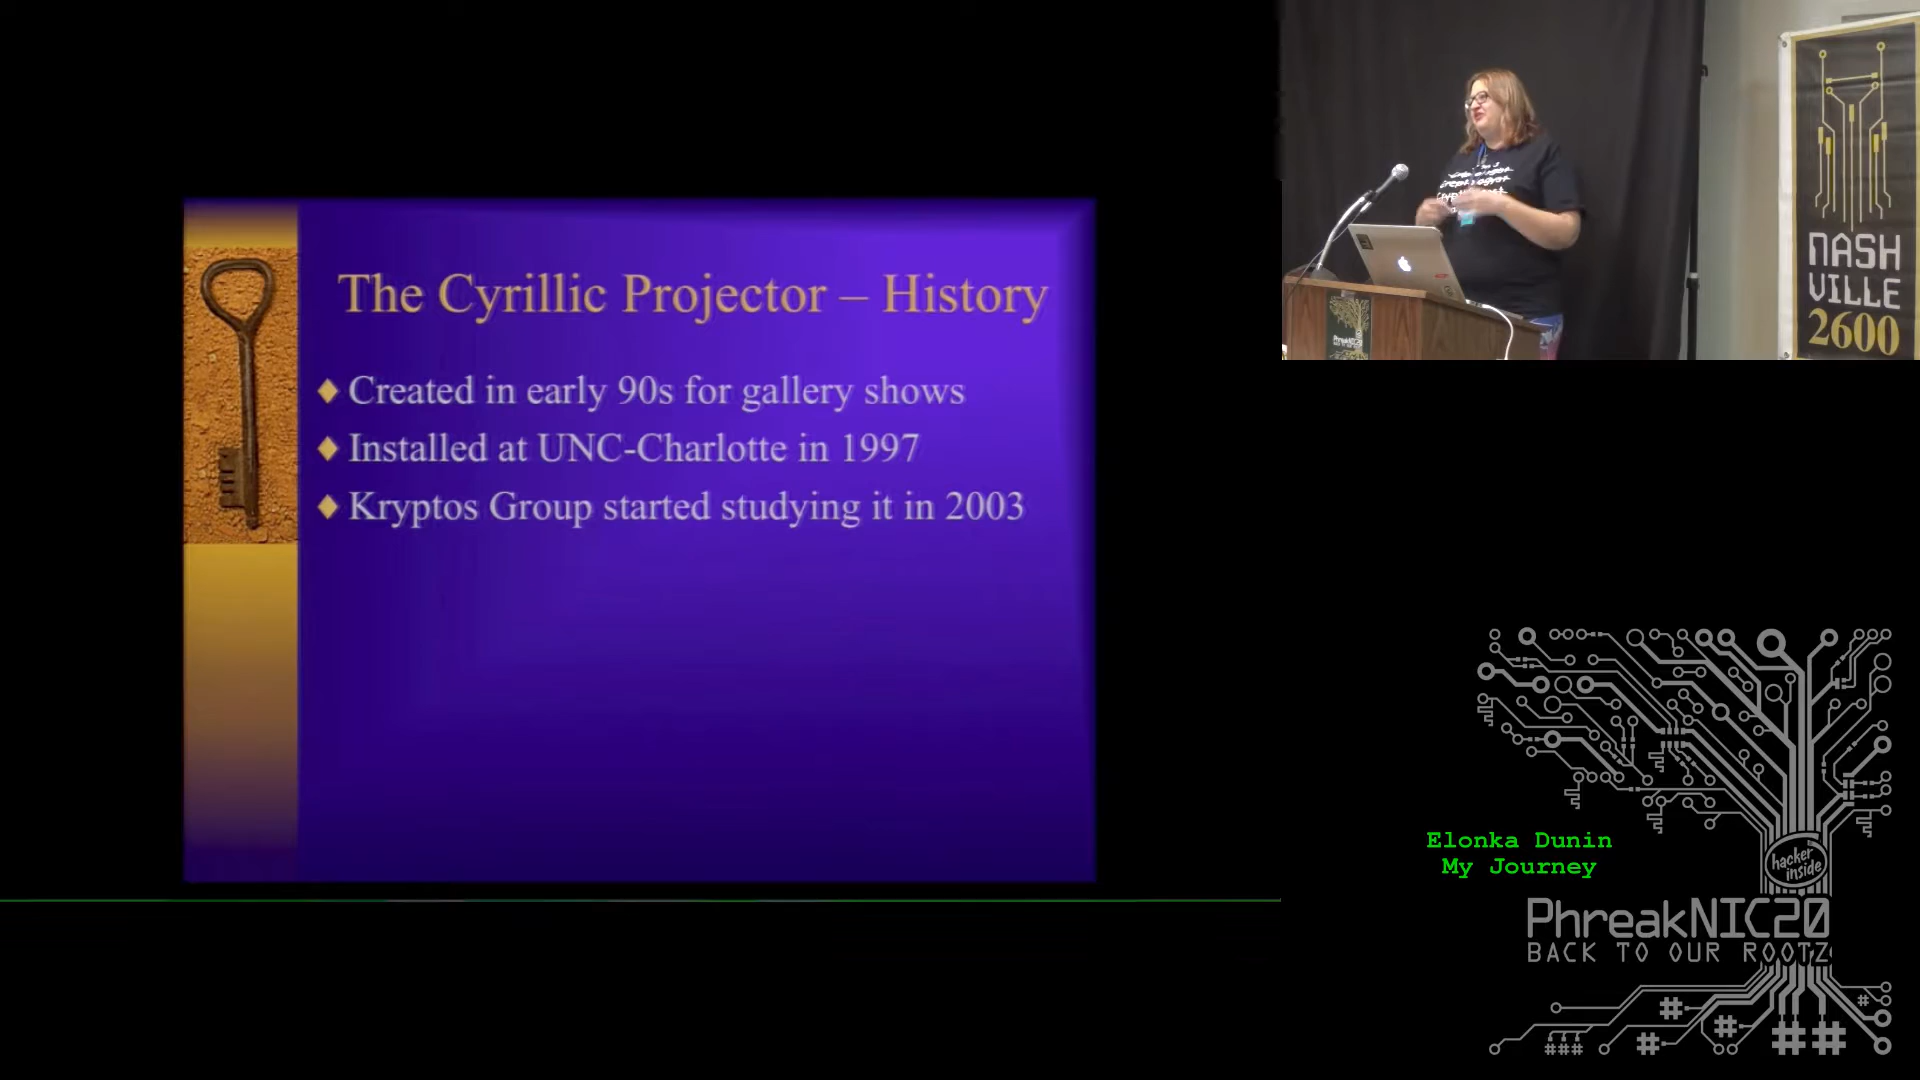 The Cyrillic Projector – History
Created in early 90s for gallery shows
Installed at UNC-Charlotte in 1997
Kryptos Group started studying it in 2003
NASH
VILLE
2600
PhreakNIC
Elonka Dunin
My Journey
hacker
inside
PhreakNIC20
BACK TO OUR ROOTZ